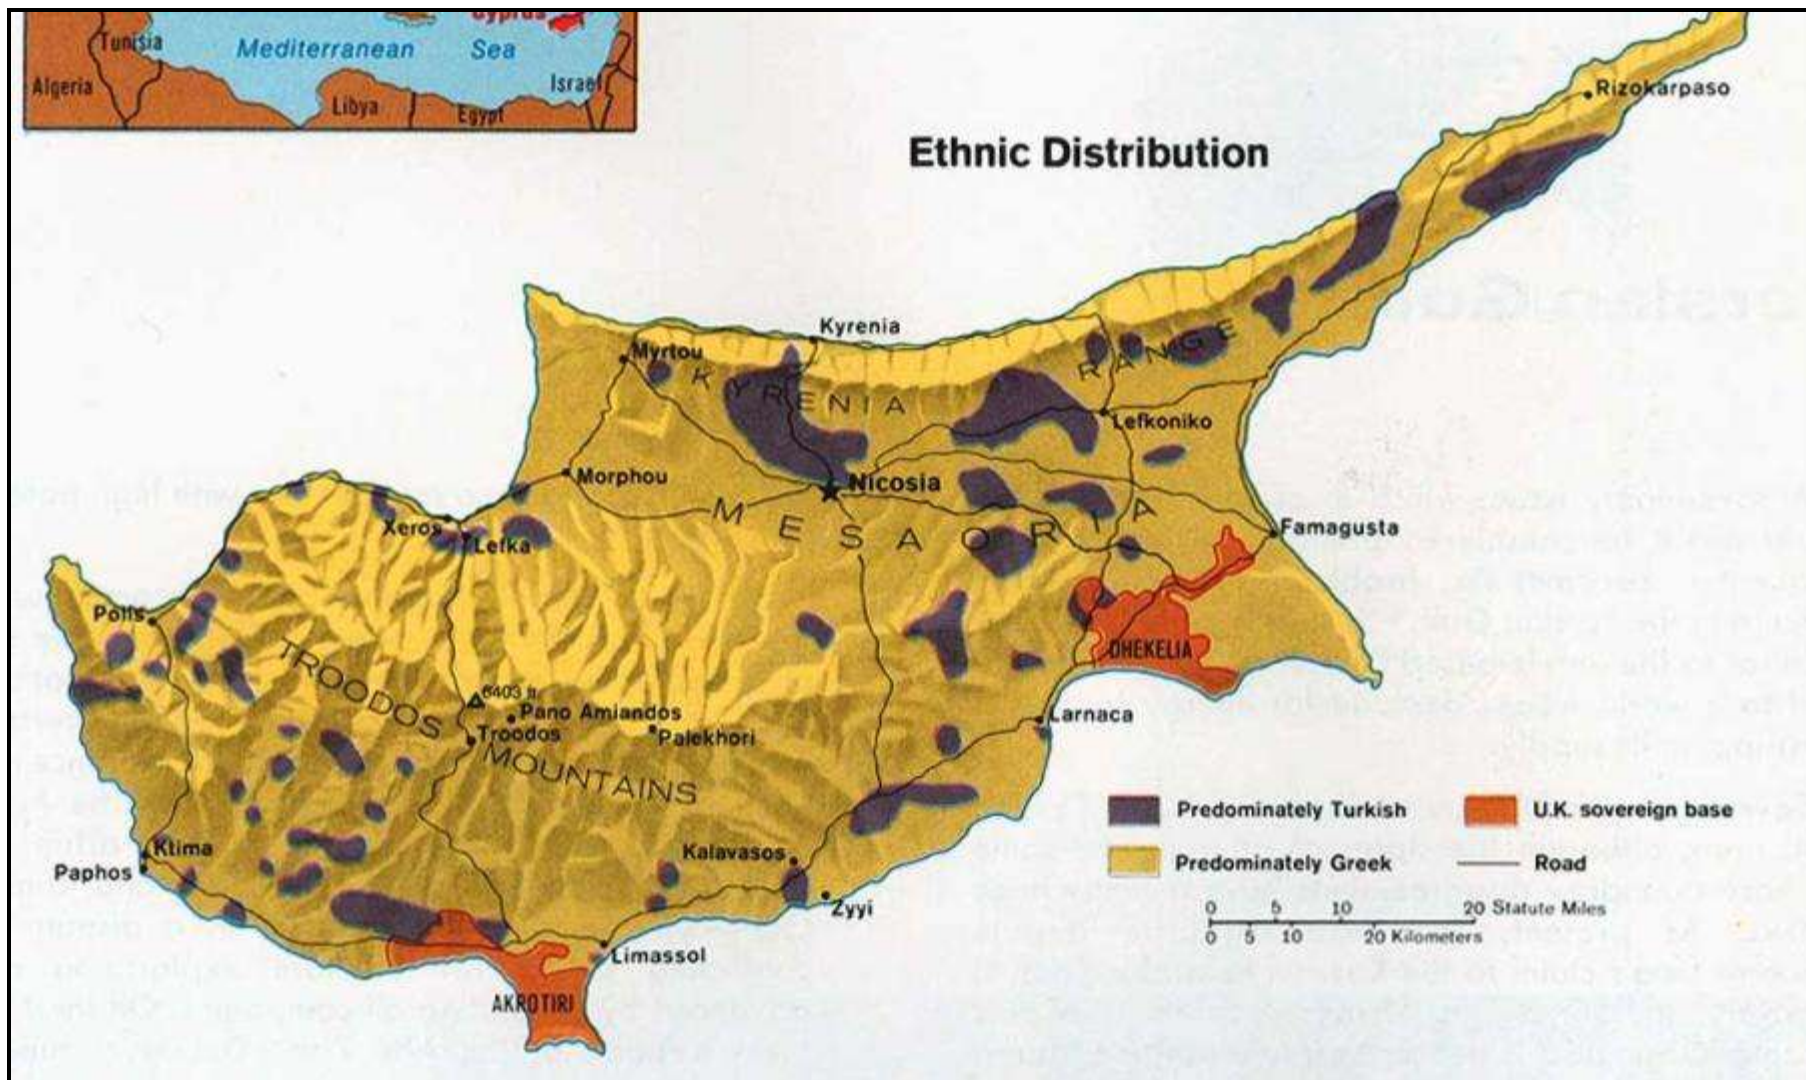 Cyprus
Tunisia
Mediterranean Sea
Algeria
Israel
Libya
Egypt
Rizokarpaso
Ethnic Distribution
Kyrenia
Myrtou
KYRENIA RANGE
Lefkoniko
Morphou
Nicosia
MESAORIA
Xeros
Lefka
Famagusta
Polis
DHEKELIA
TROODOS MOUNTAINS
6403 ft
Pano Amiandos
Troodos
Palekhori
Larnaca
Ktima
Paphos
Kalavasos
Zyyi
Limassol
AKROTIRI
Predominately Turkish
U.K. sovereign base
Predominately Greek
Road
0 5 10 20 Statute Miles
0 5 10 20 Kilometers